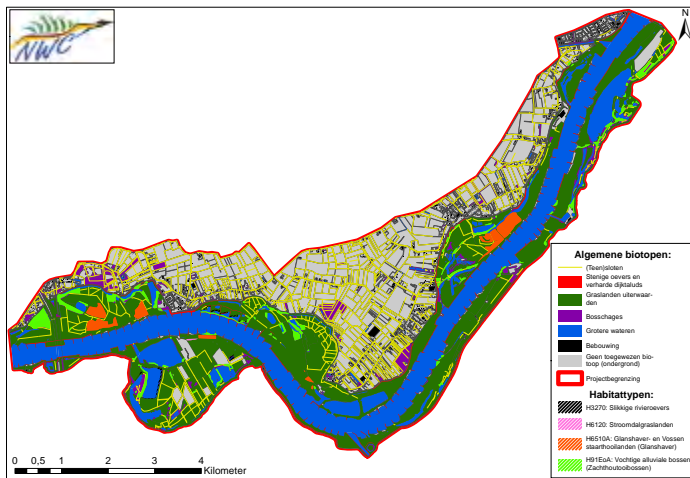 NWC
N
Algemene biotopen:
(Teen)sloten
Stenige oevers en
verharde dijktaluds
Graslanden uiterwaar-
den
Bosschages
Grotere wateren
Bebouwing
Geen toegewezen bio-
toop (ondergrond)
Projectbegrenzing
Habitattypen:
H3270: Slikkige rivieroevers
H6120: Stroomdalgraslanden
H6510A: Glanshaver- en Vossen
staarthooilanden (Glanshaver)
H91EoA: Vochtige alluviale bossen
(Zachthoutooibossen)
0 0,5 1 2 3 4
Kilometer